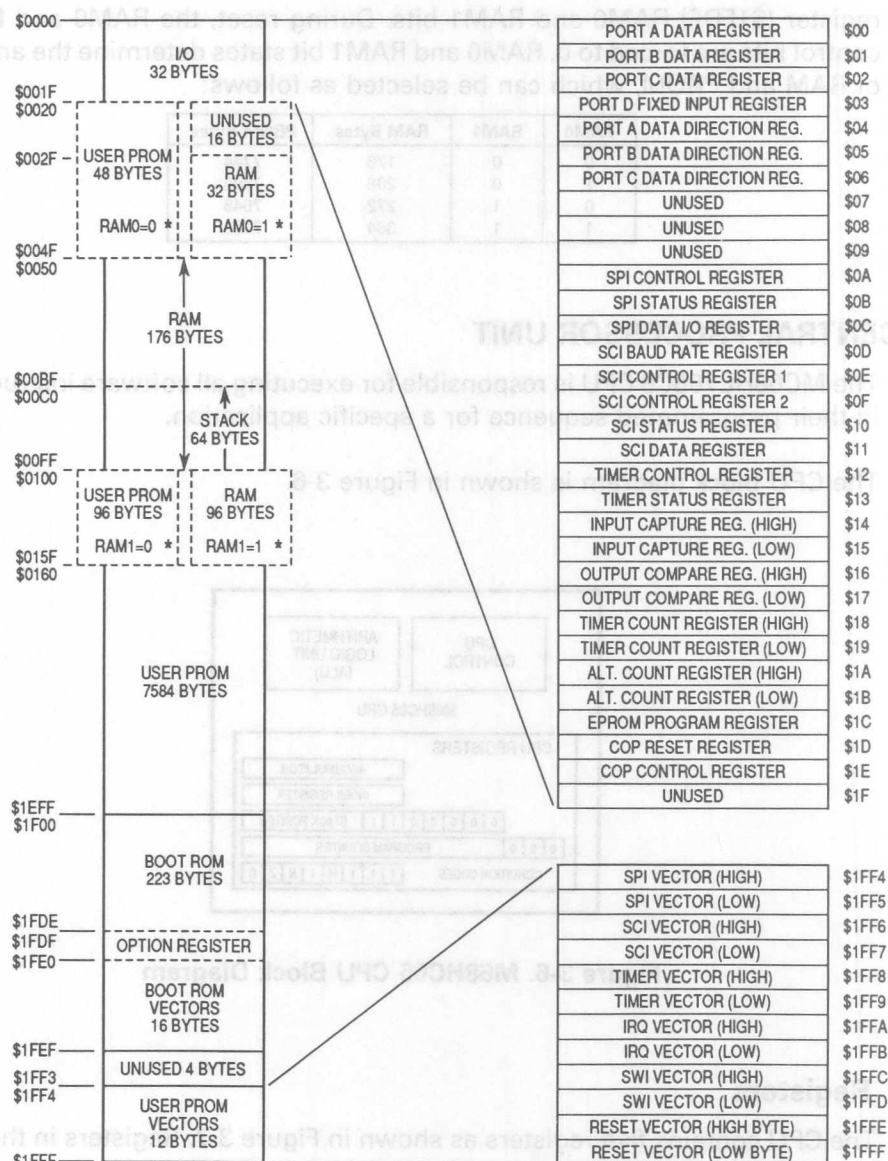 $0000
I/O
32 BYTES
$001F
$0020
USER PROM
48 BYTES
RAM0=0 *
UNUSED
16 BYTES
$002F
RAM
32 BYTES
RAM0=1 *
$004F
$0050
RAM
176 BYTES
$00BF
$00C0
STACK
64 BYTES
$00FF
$0100
USER PROM
96 BYTES
RAM1=0 *
RAM
96 BYTES
RAM1=1 *
$015F
$0160
USER PROM
7584 BYTES
$1EFF
$1F00
BOOT ROM
223 BYTES
$1FDE
$1FDF
OPTION REGISTER
$1FE0
BOOT ROM
VECTORS
16 BYTES
$1FEF
UNUSED 4 BYTES
$1FF3
$1FF4
USER PROM
VECTORS
12 BYTES
$1FFF
PORT A DATA REGISTER $00
PORT B DATA REGISTER $01
PORT C DATA REGISTER $02
PORT D FIXED INPUT REGISTER $03
PORT A DATA DIRECTION REG. $04
PORT B DATA DIRECTION REG. $05
PORT C DATA DIRECTION REG. $06
UNUSED $07
UNUSED $08
UNUSED $09
SPI CONTROL REGISTER $0A
SPI STATUS REGISTER $0B
SPI DATA I/O REGISTER $0C
SCI BAUD RATE REGISTER $0D
SCI CONTROL REGISTER 1 $0E
SCI CONTROL REGISTER 2 $0F
SCI STATUS REGISTER $10
SCI DATA REGISTER $11
TIMER CONTROL REGISTER $12
TIMER STATUS REGISTER $13
INPUT CAPTURE REG. (HIGH) $14
INPUT CAPTURE REG. (LOW) $15
OUTPUT COMPARE REG. (HIGH) $16
OUTPUT COMPARE REG. (LOW) $17
TIMER COUNT REGISTER (HIGH) $18
TIMER COUNT REGISTER (LOW) $19
ALT. COUNT REGISTER (HIGH) $1A
ALT. COUNT REGISTER (LOW) $1B
EPROM PROGRAM REGISTER $1C
COP RESET REGISTER $1D
COP CONTROL REGISTER $1E
UNUSED $1F
SPI VECTOR (HIGH) $1FF4
SPI VECTOR (LOW) $1FF5
SCI VECTOR (HIGH) $1FF6
SCI VECTOR (LOW) $1FF7
TIMER VECTOR (HIGH) $1FF8
TIMER VECTOR (LOW) $1FF9
IRQ VECTOR (HIGH) $1FFA
IRQ VECTOR (LOW) $1FFB
SWI VECTOR (HIGH) $1FFC
SWI VECTOR (LOW) $1FFD
RESET VECTOR (HIGH BYTE) $1FFE
RESET VECTOR (LOW BYTE) $1FFF